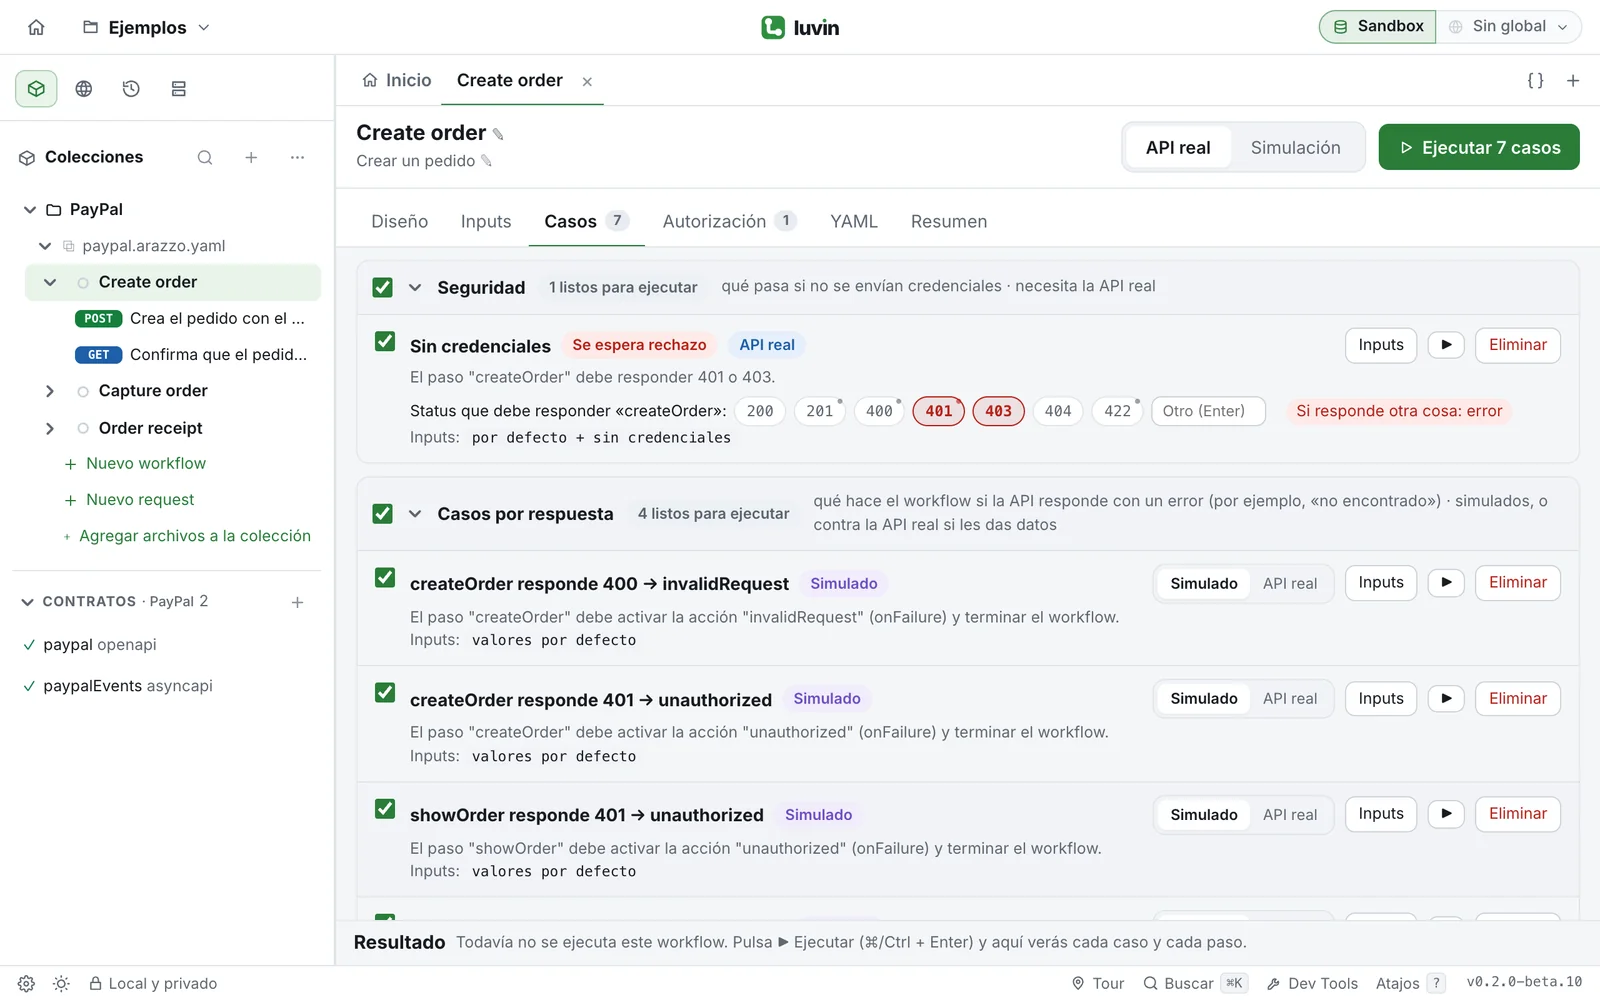 Ejemplos
luvin
Sandbox
Sin global
Inicio
Create order
{ }
Colecciones
Create order
Crear un pedido
API real
Simulación
Ejecutar 7 casos
PayPal
paypal.arazzo.yaml
Create order
POST Crea el pedido con el ...
GET Confirma que el pedid...
Capture order
Order receipt
+ Nuevo workflow
+ Nuevo request
+ Agregar archivos a la colección
CONTRATOS · PayPal 2
paypal openapi
paypalEvents asyncapi
Diseño Inputs Casos 7 Autorización 1 YAML Resumen
Seguridad 1 listos para ejecutar qué pasa si no se envían credenciales · necesita la API real
Sin credenciales Se espera rechazo API real Inputs Eliminar
El paso "createOrder" debe responder 401 o 403.
Status que debe responder «createOrder»: 200 201 400 401 403 404 422 Otro (Enter) Si responde otra cosa: error
Inputs: por defecto + sin credenciales
Casos por respuesta 4 listos para ejecutar qué hace el workflow si la API responde con un error (por ejemplo, «no encontrado») · simulados, o
contra la API real si les das datos
createOrder responde 400 → invalidRequest Simulado Simulado API real Inputs Eliminar
El paso "createOrder" debe activar la acción "invalidRequest" (onFailure) y terminar el workflow.
Inputs: valores por defecto
createOrder responde 401 → unauthorized Simulado Simulado API real Inputs Eliminar
El paso "createOrder" debe activar la acción "unauthorized" (onFailure) y terminar el workflow.
Inputs: valores por defecto
showOrder responde 401 → unauthorized Simulado Simulado API real Inputs Eliminar
El paso "showOrder" debe activar la acción "unauthorized" (onFailure) y terminar el workflow.
Inputs: valores por defecto
Resultado Todavía no se ejecuta este workflow. Pulsa ▶ Ejecutar (⌘/Ctrl + Enter) y aquí verás cada caso y cada paso.
Local y privado
Tour Buscar ⌘K Dev Tools Atajos ? v0.2.0-beta.10